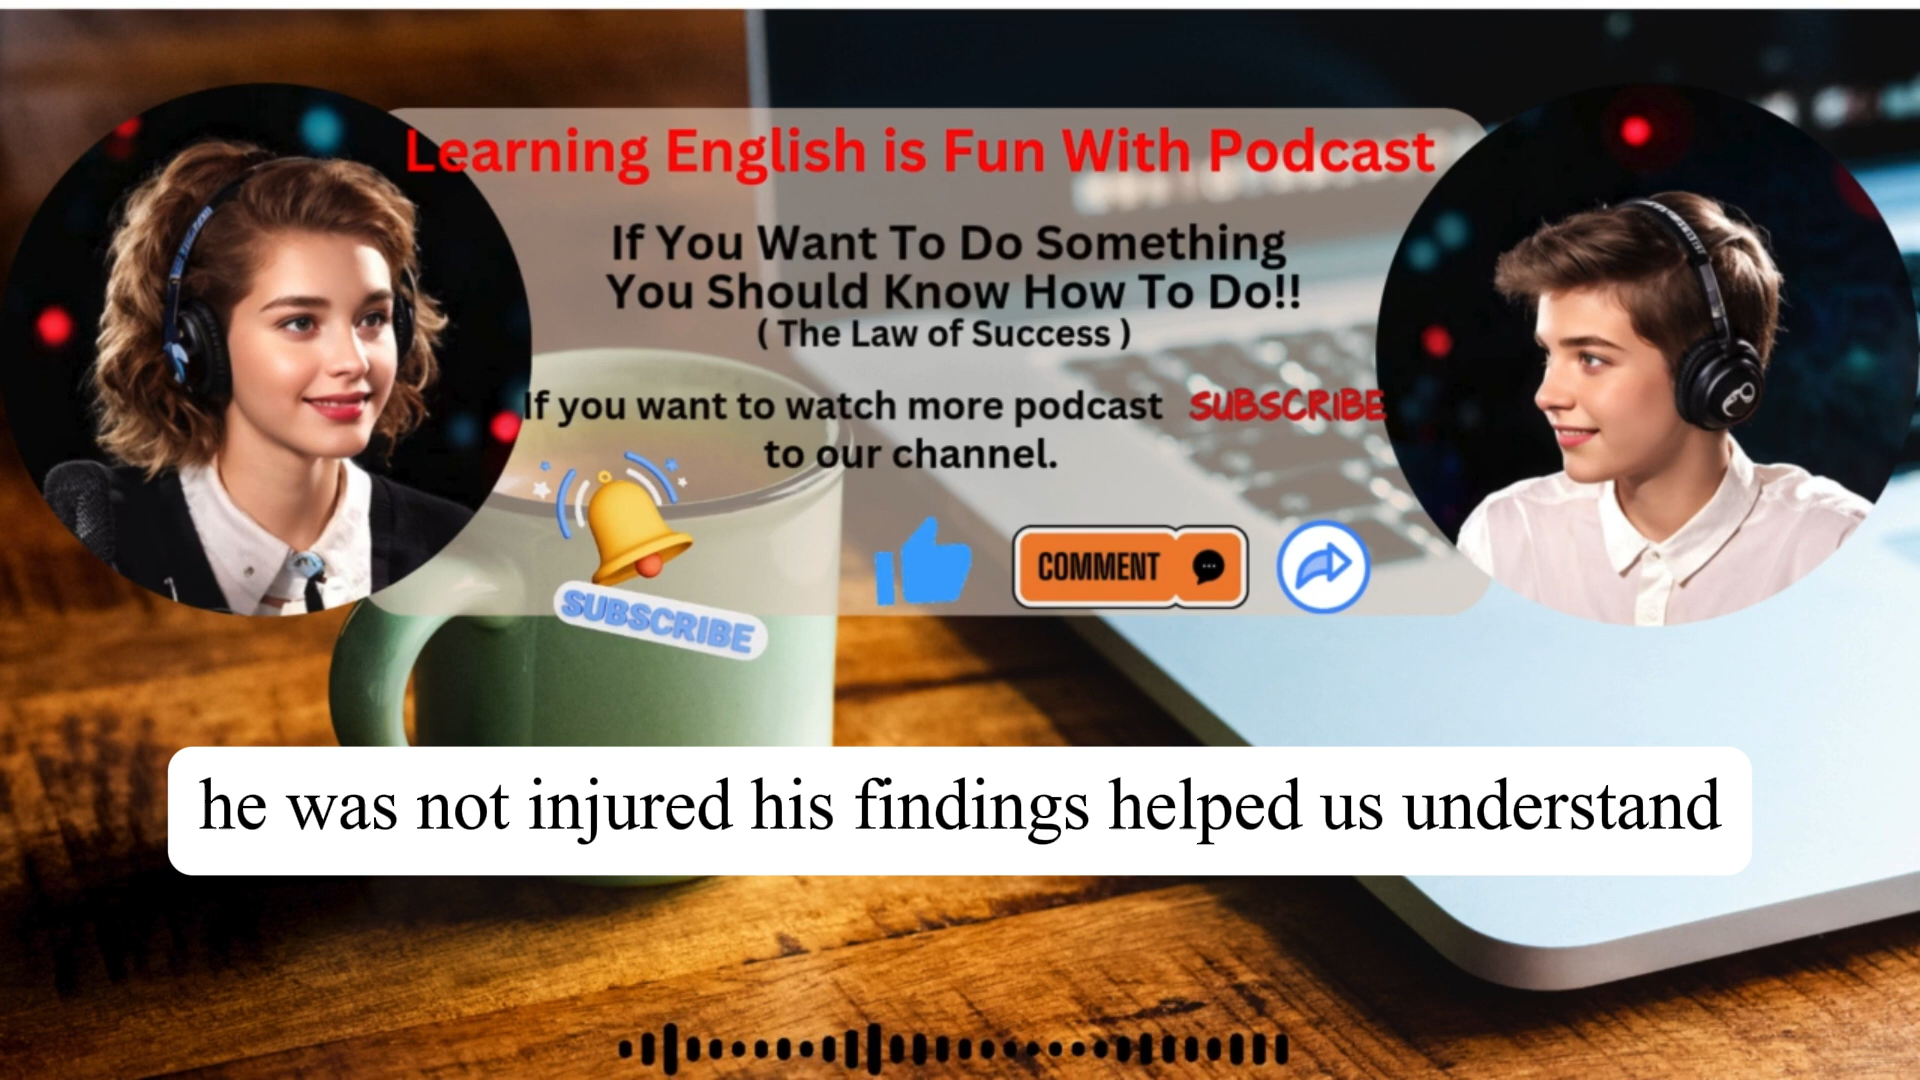 Learning English is Fun With Podcast
If You Want To Do Something
You Should Know How To Do!!
( The Law of Success )
If you want to watch more podcast SUBSCRIBE
to our channel.
COMMENT
SUBSCRIBE
he was not injured his findings helped us understand